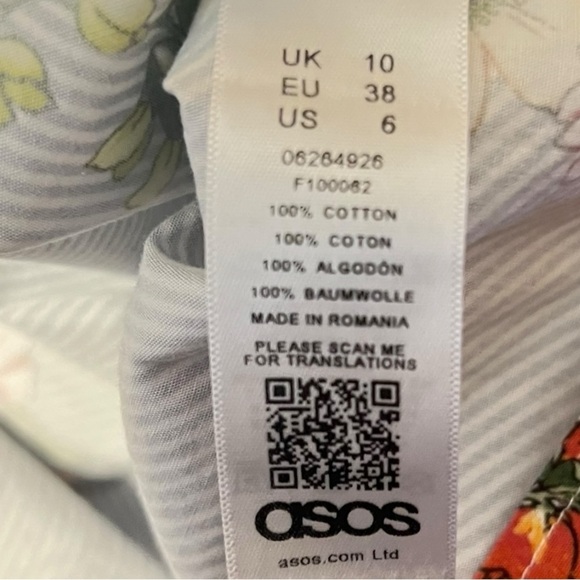 UK 10
EU 38
US 6
06264926
F100062
100% COTTON
100% COTON
100% ALGODÓN
100% BAUMWOLLE
MADE IN ROMANIA
PLEASE SCAN ME
FOR TRANSLATIONS
asos
asos.com Ltd